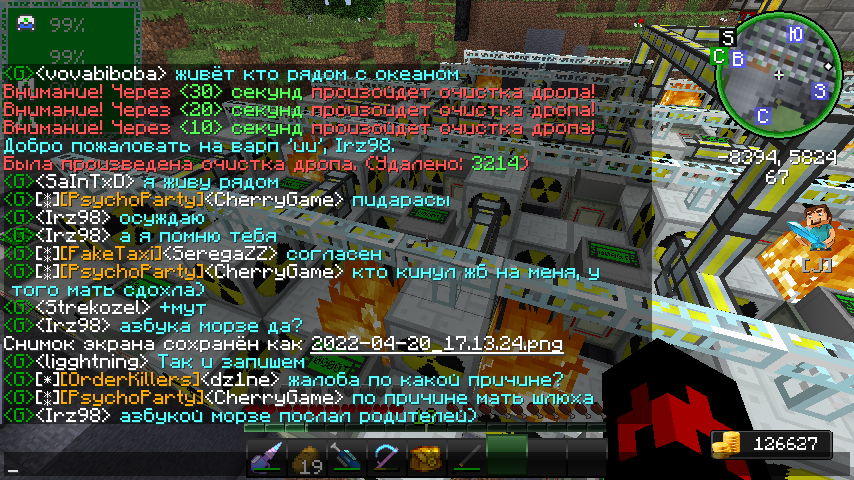 99%
99%
<G><vovabiboba> живёт кто рядом с океаном
Внимание! Через <30> секунд произойдет очистка дропа!
Внимание! Через <20> секунд произойдет очистка дропа!
Внимание! Через <10> секунд произойдет очистка дропа!
Добро пожаловать на варп 'uu', Irz98.
Была произведена очистка дропа. (Удалено: 3214)
<G><SaInTxD> я живу рядом
<G>[*][PsychoParty]<CherryGame> пидарасы
<G><Irz98> осуждаю
<G><Irz98> а я помню тебя
<G>[*][FakeTaxi]<SeregaZZ> согласен
<G>[*][PsychoParty]<CherryGame> кто кинул жб на меня, у
того мать сдохла)
<G><Strekozel> +мут
<G><Irz98> азбука морзе да?
Снимок экрана сохранён как 2022-04-20_17.13.24.png
<G><ligghtning> Так и запишем
<G>[*][OrderKillers]<dz1ne> жалоба по какой причине?
<G>[*][PsychoParty]<CherryGame> по причине мать шлюха
<G><Irz98> азбукой морзе послал родителей)
S
Ю
С
В
З
С
-8394, 5824
67
[J]
19
126627
_